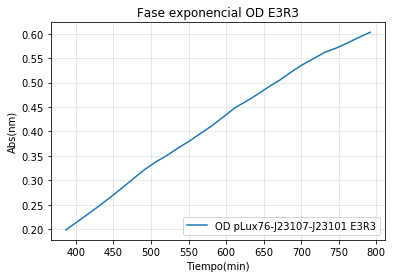 Fase exponencial OD E3R3
Abs(nm)
0.60
0.55
0.50
0.45
0.40
0.35
0.30
0.25
0.20
OD pLux76-J23107-J23101 E3R3
400 450 500 550 600 650 700 750 800
Tiempo(min)